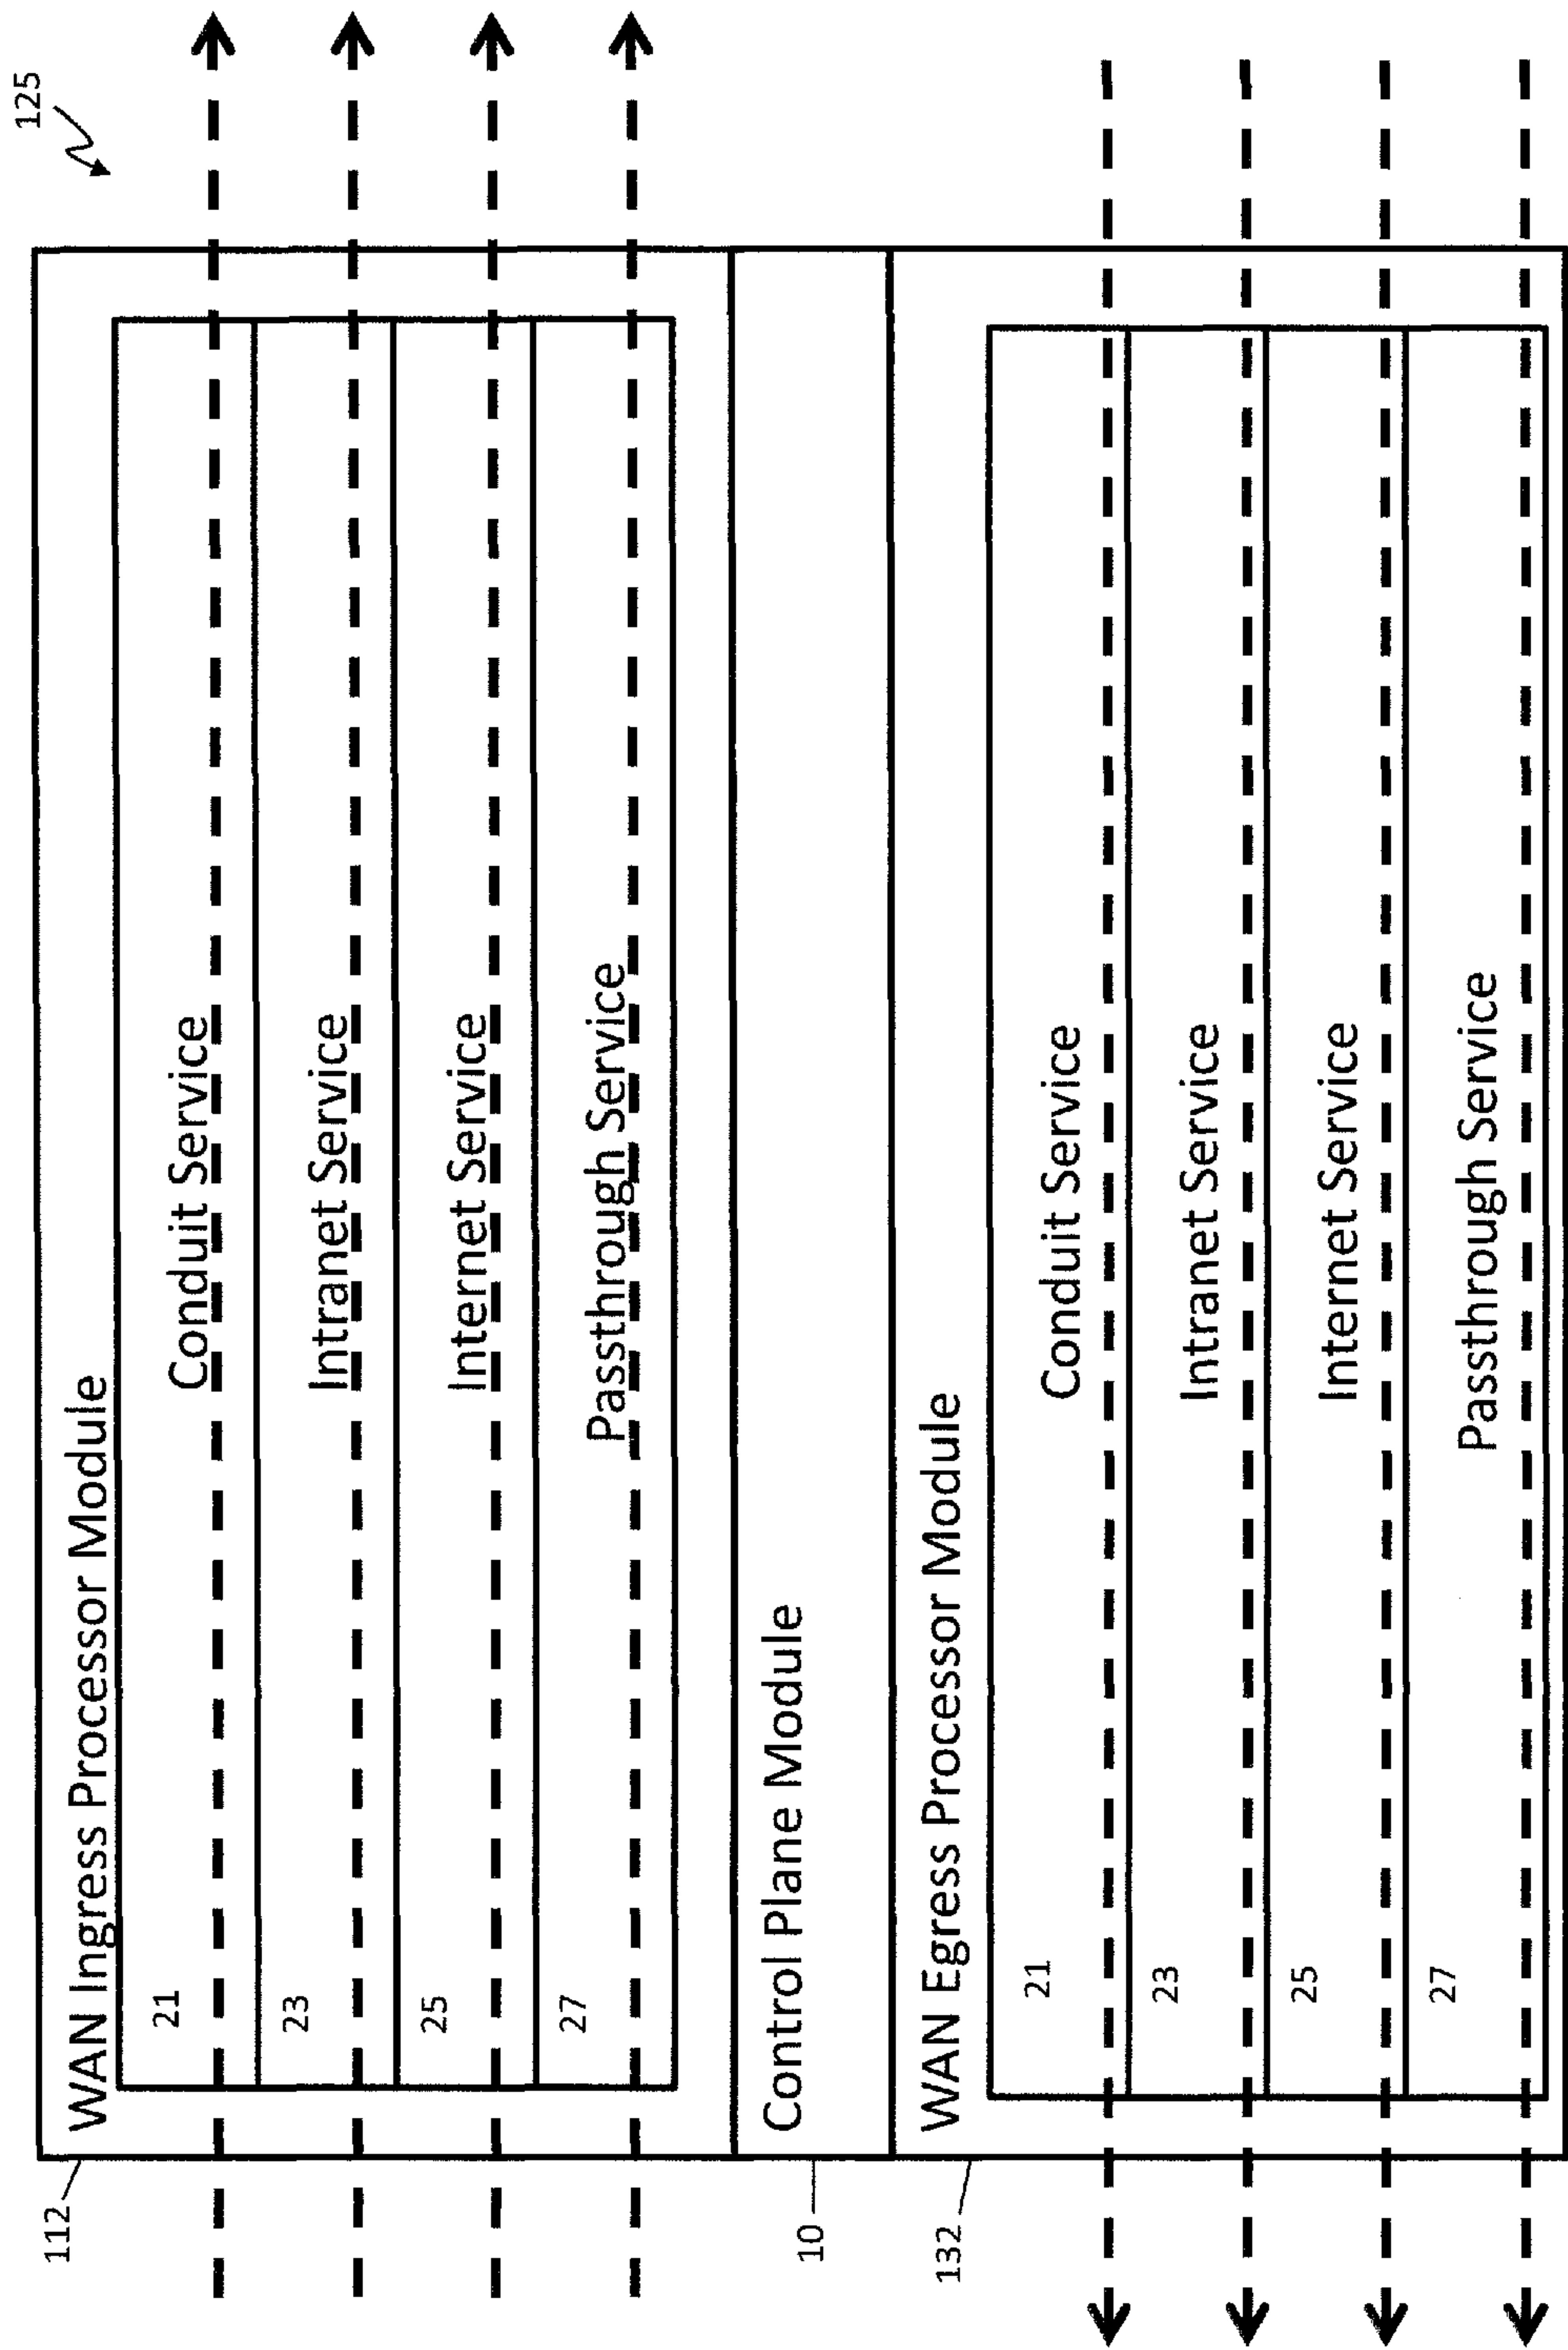 125
112
WAN Ingress Processor Module
21
Conduit Service
23
Intranet Service
25
Internet Service
27
Passthrough Service
10
Control Plane Module
132
WAN Egress Processor Module
21
Conduit Service
23
Intranet Service
25
Internet Service
27
Passthrough Service